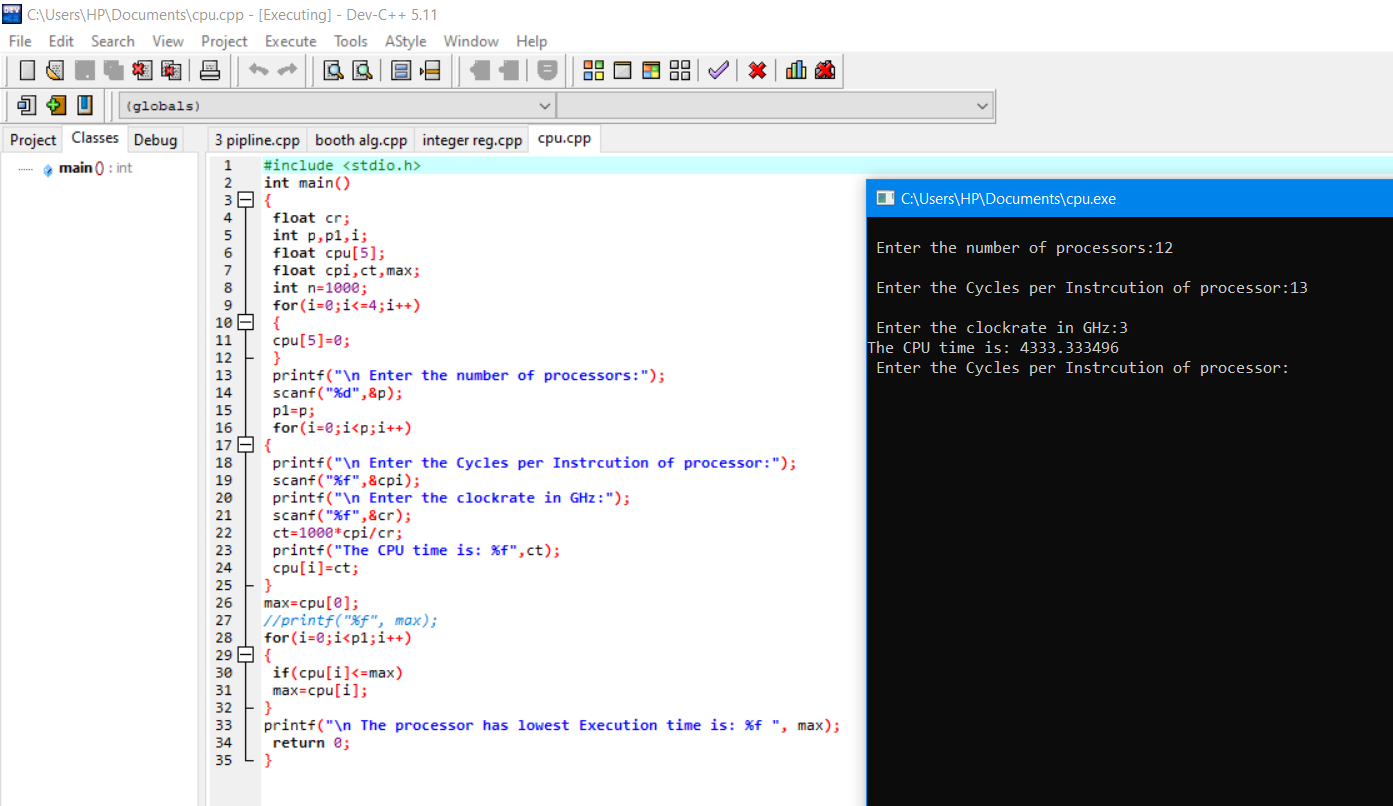 C:\Users\HP\Documents\cpu.cpp - [Executing] - Dev-C++ 5.11
File Edit Search View Project Execute Tools AStyle Window Help
(globals)
Project Classes Debug
3 pipline.cpp booth alg.cpp integer reg.cpp cpu.cpp
main () : int
1 #include <stdio.h>
2 int main()
3 {
4 float cr;
5 int p,p1,i;
6 float cpu[5];
7 float cpi,ct,max;
8 int n=1000;
9 for(i=0;i<=4;i++)
10 {
11 cpu[5]=0;
12 }
13 printf("\n Enter the number of processors:");
14 scanf("%d",&p);
15 p1=p;
16 for(i=0;i<p;i++)
17 {
18 printf("\n Enter the Cycles per Instrcution of processor:");
19 scanf("%f",&cpi);
20 printf("\n Enter the clockrate in GHz:");
21 scanf("%f",&cr);
22 ct=1000*cpi/cr;
23 printf("The CPU time is: %f",ct);
24 cpu[i]=ct;
25 }
26 max=cpu[0];
27 //printf("%f", max);
28 for(i=0;i<p1;i++)
29 {
30 if(cpu[i]<=max)
31 max=cpu[i];
32 }
33 printf("\n The processor has lowest Execution time is: %f ", max);
34 return 0;
35 }
C:\Users\HP\Documents\cpu.exe
Enter the number of processors:12
Enter the Cycles per Instrcution of processor:13
Enter the clockrate in GHz:3
The CPU time is: 4333.333496
Enter the Cycles per Instrcution of processor: